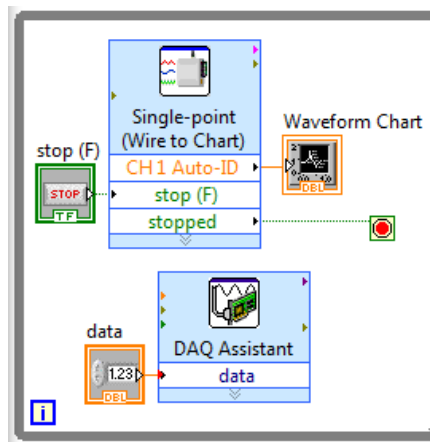 Single-point
(Wire to Chart)
Waveform Chart
stop (F)
CH 1 Auto-ID
STOP
TF
stop (F)
stopped
DBL
data
DAQ Assistant
1.23
DBL
data
i